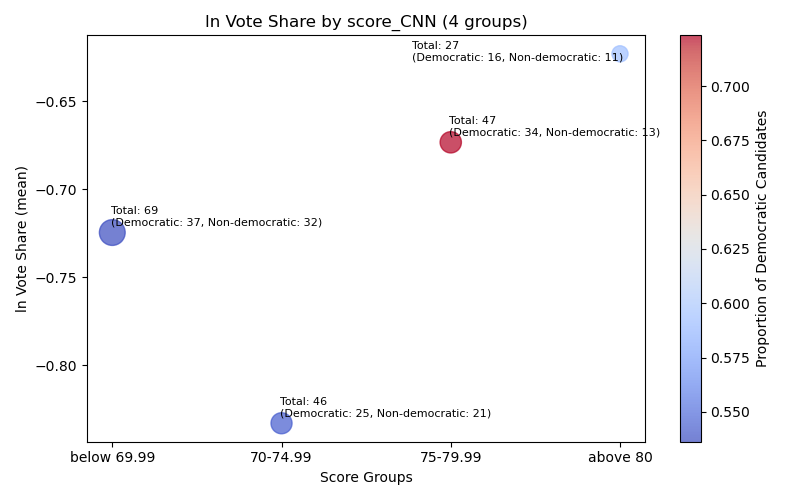 ln Vote Share by score_CNN (4 groups)
Total: 27
(Democratic: 16, Non-democratic: 11)
Total: 47
(Democratic: 34, Non-democratic: 13)
Total: 69
(Democratic: 37, Non-democratic: 32)
Total: 46
(Democratic: 25, Non-democratic: 21)
ln Vote Share (mean)
−0.65
−0.70
−0.75
−0.80
below 69.99
70-74.99
75-79.99
above 80
Score Groups
0.700
0.675
0.650
0.625
0.600
0.575
0.550
Proportion of Democratic Candidates